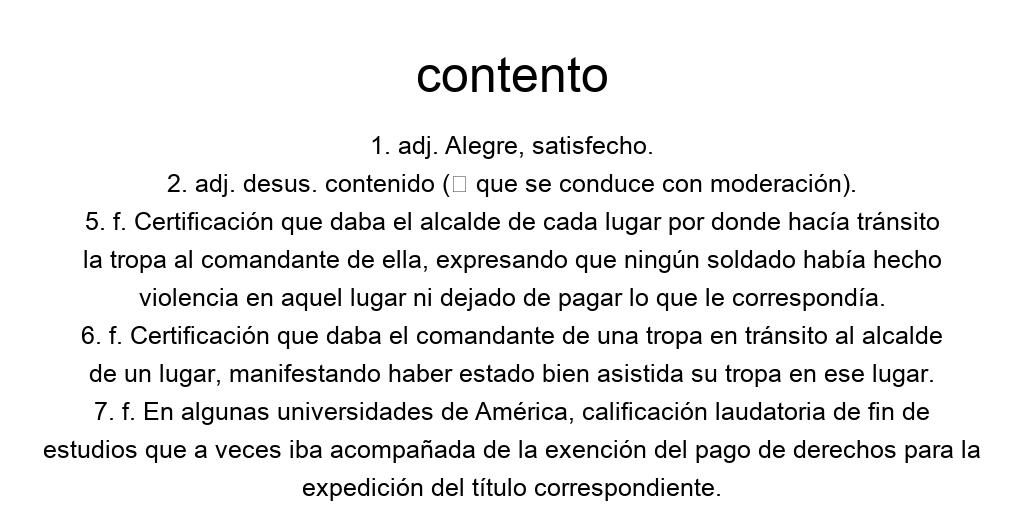 contento
1. adj. Alegre, satisfecho.
2. adj. desus. contenido (□ que se conduce con moderación).
5. f. Certificación que daba el alcalde de cada lugar por donde hacía tránsito
la tropa al comandante de ella, expresando que ningún soldado había hecho
violencia en aquel lugar ni dejado de pagar lo que le correspondía.
6. f. Certificación que daba el comandante de una tropa en tránsito al alcalde
de un lugar, manifestando haber estado bien asistida su tropa en ese lugar.
7. f. En algunas universidades de América, calificación laudatoria de fin de
estudios que a veces iba acompañada de la exención del pago de derechos para la
expedición del título correspondiente.